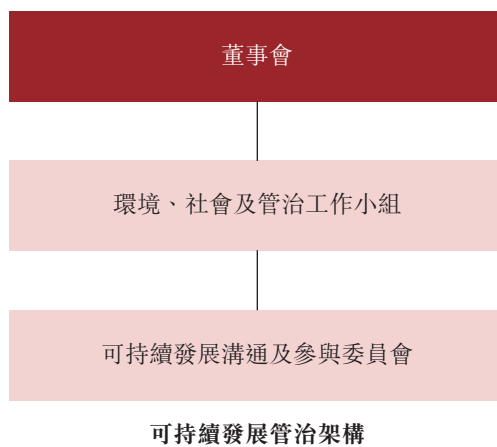 董事會
環境、社會及管治工作小組
可持續發展溝通及參與委員會
可持續發展管治架構